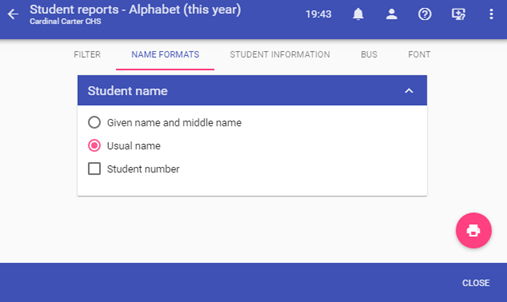 Student reports - Alphabet (this year)
Cardinal Carter CHS
19:43
FILTER
NAME FORMATS
STUDENT INFORMATION
BUS
FONT
Student name
Given name and middle name
Usual name
Student number
CLOSE